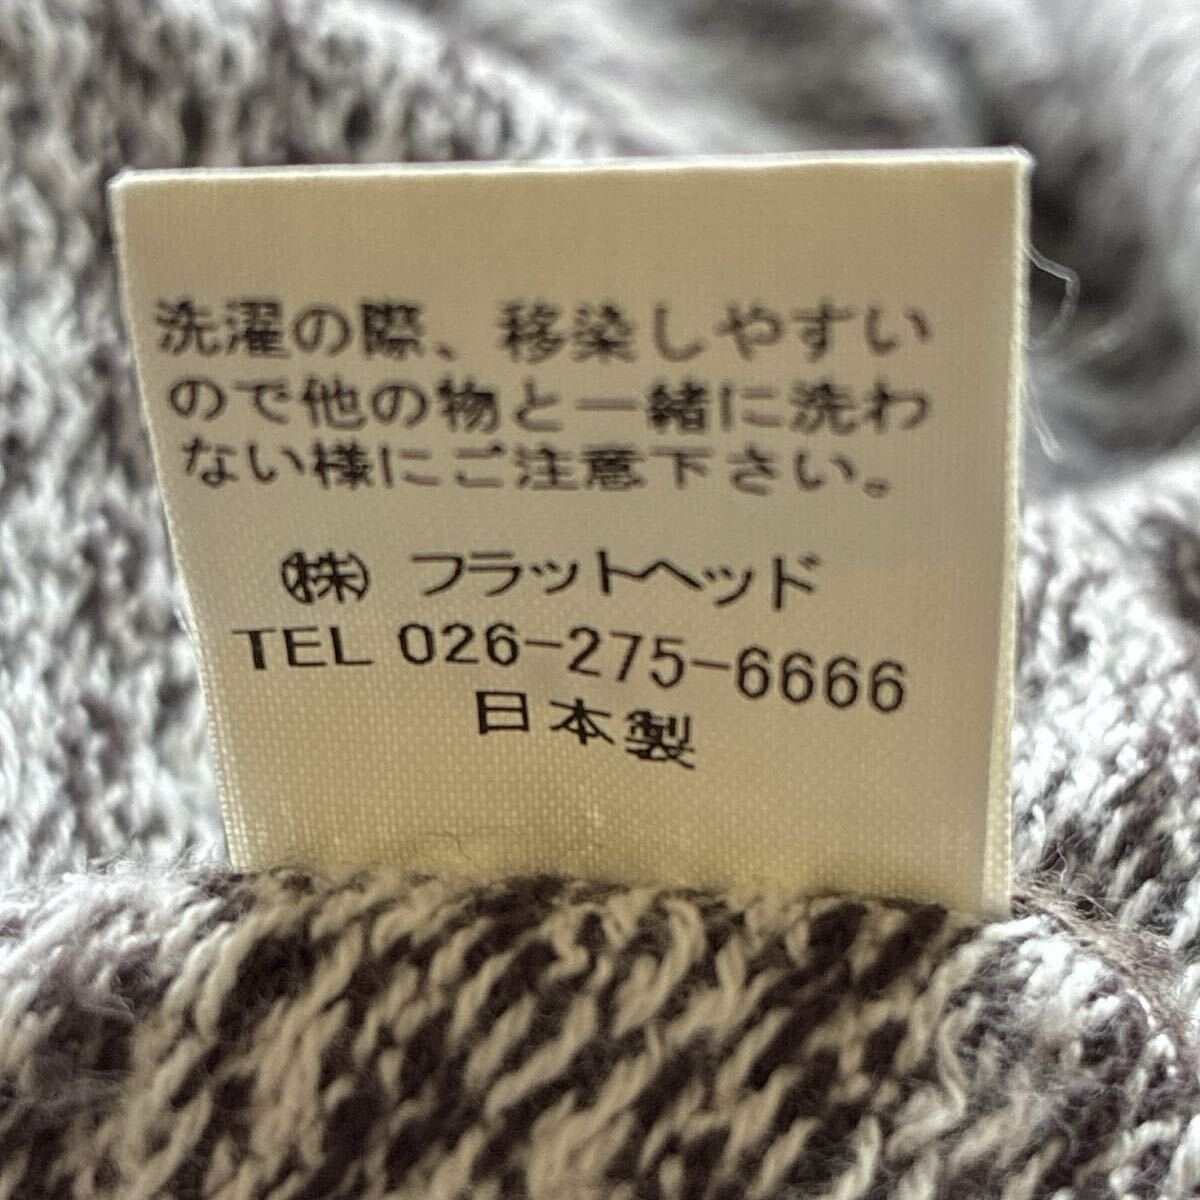 洗濯の際、移染しやすい
ので他の物と一緒に洗わ
ない様にご注意下さい。
㈱ フラットヘッド
TEL 026-275-6666
日本製